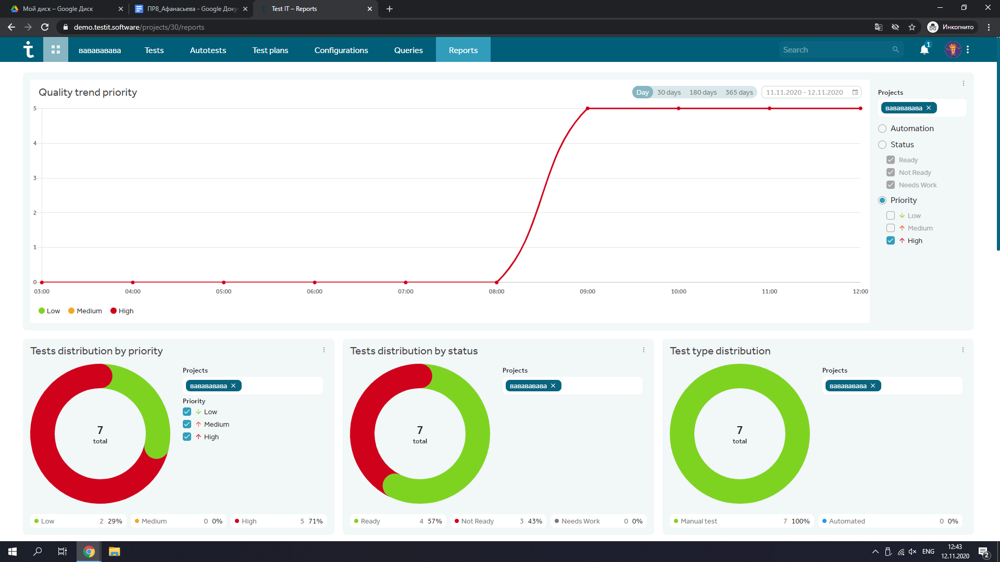 Мой диск – Google Диск
ПР8_Афанасьева - Google Доку
Test IT – Reports
demo.testit.software/projects/30/reports
Инкогнито
вавававава
Tests
Autotests
Test plans
Configurations
Queries
Reports
Search
1
Quality trend priority
Day
30 days
180 days
365 days
11.11.2020 - 12.11.2020
5
4
3
2
1
0
03:00
04:00
05:00
06:00
07:00
08:00
09:00
10:00
11:00
12:00
Low
Medium
High
Projects
вавававава
Automation
Status
Ready
Not Ready
Needs Work
Priority
Low
Medium
High
Tests distribution by priority
7
total
Projects
вавававава
Priority
Low
Medium
High
Low 2 29%
Medium 0 0%
High 5 71%
Tests distribution by status
7
total
Projects
вавававава
Ready 4 57%
Not Ready 3 43%
Needs Work 0 0%
Test type distribution
7
total
Projects
вавававава
Manual test 7 100%
Automated 0 0%
ENG
12:43
12.11.2020
2